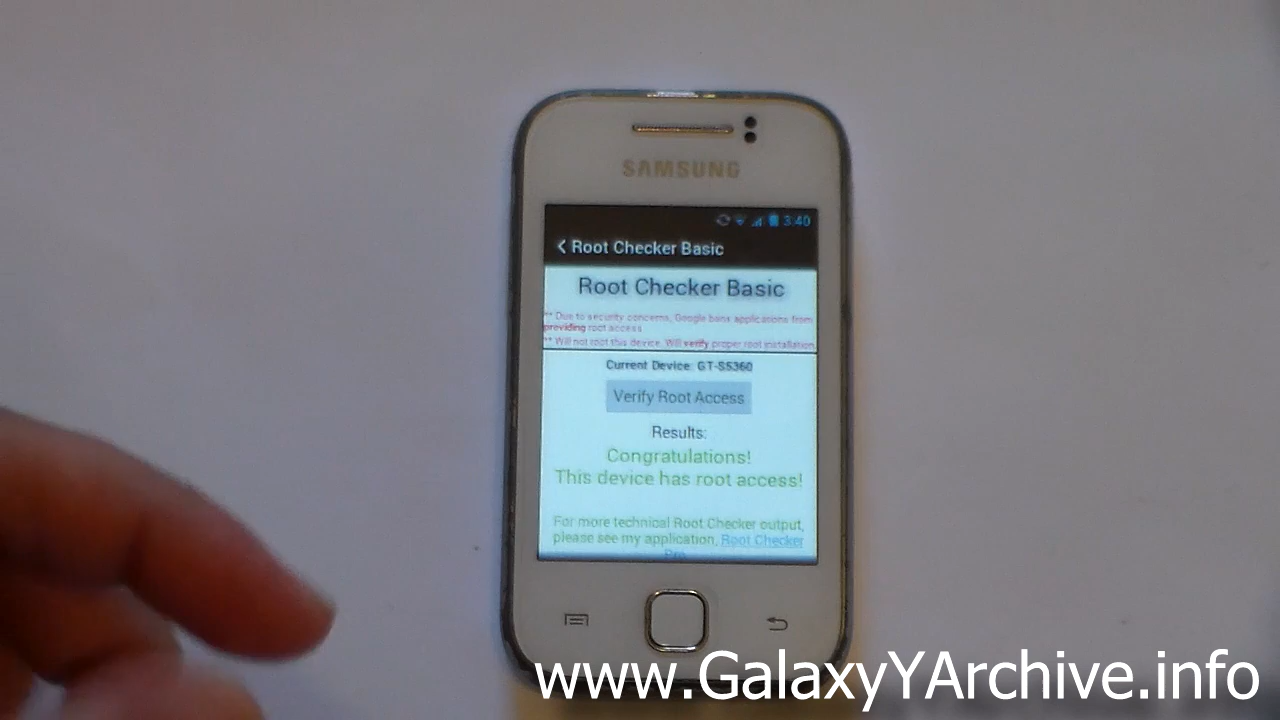 SAMSUNG
3:40
Root Checker Basic
Root Checker Basic
** Due to security concerns, Google bans applications from
providing root access
** Will not root this device. Will verify proper root installation.
Current Device: GT-S5360
Verify Root Access
Results:
Congratulations!
This device has root access!
For more technical Root Checker output,
please see my application, Root Checker
Pro
www.GalaxyYArchive.info